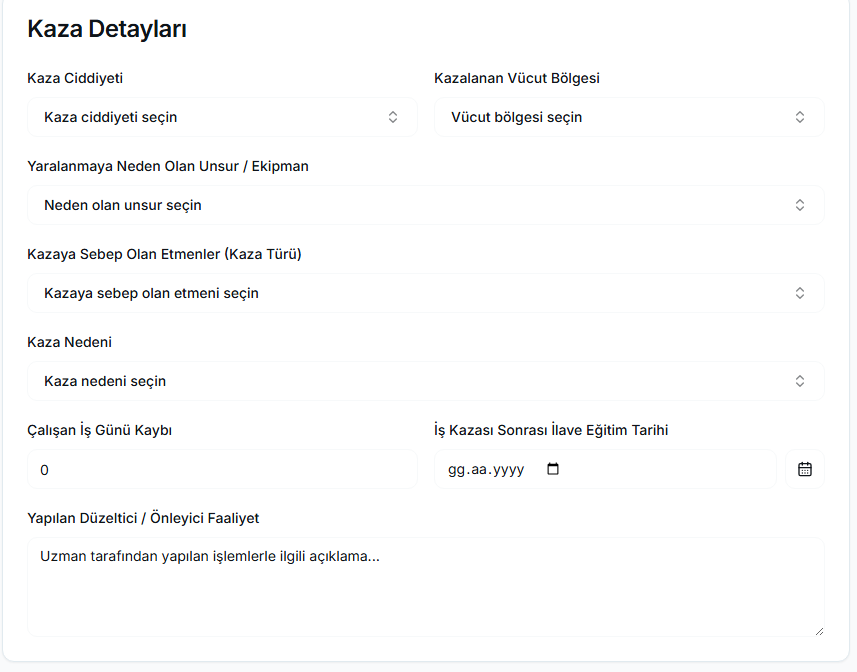 Kaza Detayları
Kaza Ciddiyeti
Kazalanan Vücut Bölgesi
Kaza ciddiyeti seçin
Vücut bölgesi seçin
Yaralanmaya Neden Olan Unsur / Ekipman
Neden olan unsur seçin
Kazaya Sebep Olan Etmenler (Kaza Türü)
Kazaya sebep olan etmeni seçin
Kaza Nedeni
Kaza nedeni seçin
Çalışan İş Günü Kaybı
İş Kazası Sonrası İlave Eğitim Tarihi
0
gg.aa.yyyy
Yapılan Düzeltici / Önleyici Faaliyet
Uzman tarafından yapılan işlemlerle ilgili açıklama...